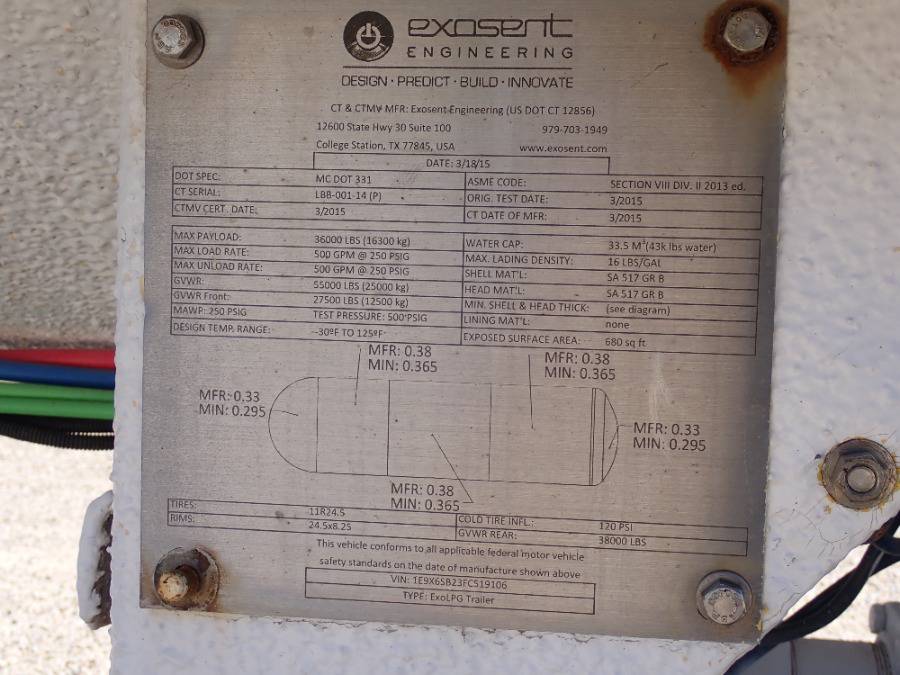 exosent
ENGINEERING
DESIGN · PREDICT · BUILD · INNOVATE
CT & CTMV MFR: Exosent Engineering (US DOT CT 12856)
12600 State Hwy 30 Suite 100 979-703-1949
College Station, TX 77845, USA www.exosent.com
DATE: 3/18/15
DOT SPEC: MC DOT 331 ASME CODE: SECTION VIII DIV. II 2013 ed.
CT SERIAL: LBB-001-14 (P) ORIG. TEST DATE: 3/2015
CTMV CERT. DATE: 3/2015 CT DATE OF MFR: 3/2015
MAX PAYLOAD: 36000 LBS (16300 kg) WATER CAP: 33.5 M³(43k lbs water)
MAX LOAD RATE: 500 GPM @ 250 PSIG MAX. LADING DENSITY: 16 LBS/GAL
MAX UNLOAD RATE: 500 GPM @ 250 PSIG SHELL MAT'L: SA 517 GR B
GVWR: 55000 LBS (25000 kg) HEAD MAT'L: SA 517 GR B
GVWR Front: 27500 LBS (12500 kg) MIN. SHELL & HEAD THICK: (see diagram)
MAWP: 250 PSIG TEST PRESSURE: 500 PSIG LINING MAT'L: none
DESIGN TEMP. RANGE: -30ºF TO 125ºF EXPOSED SURFACE AREA: 680 sq ft
MFR: 0.38 MFR: 0.38
MIN: 0.365 MIN: 0.365
MFR: 0.33
MIN: 0.295
MFR: 0.33
MIN: 0.295
MFR: 0.38
MIN: 0.365
TIRES: 11R24.5 COLD TIRE INFL.: 120 PSI
RIMS: 24.5x8.25 GVWR REAR: 38000 LBS
This vehicle conforms to all applicable federal motor vehicle
safety standards on the date of manufacture shown above
VIN: 1E9X6SB23FC519106
TYPE: ExoLPG Trailer